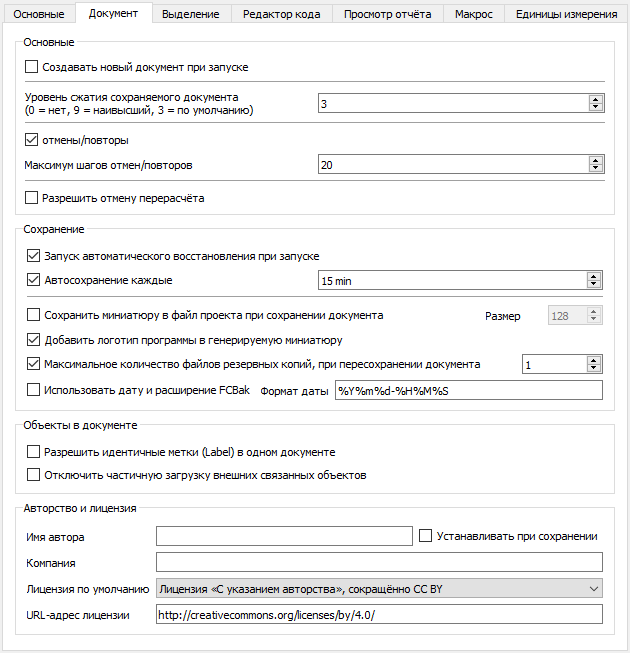 Основные Документ Выделение Редактор кода Просмотр отчёта Макрос Единицы измерения
Основные
Создавать новый документ при запуске
Уровень сжатия сохраняемого документа
(0 = нет, 9 = наивысший, 3 = по умолчанию) 3
отмены/повторы
Максимум шагов отмен/повторов 20
Разрешить отмену перерасчёта
Сохранение
Запуск автоматического восстановления при запуске
Автосохранение каждые 15 min
Сохранить миниатюру в файл проекта при сохранении документа Размер 128
Добавить логотип программы в генерируемую миниатюру
Максимальное количество файлов резервных копий, при пересохранении документа 1
Использовать дату и расширение FCBak Формат даты %Y%m%d-%H%M%S
Объекты в документе
Разрешить идентичные метки (Label) в одном документе
Отключить частичную загрузку внешних связанных объектов
Авторство и лицензия
Имя автора Устанавливать при сохранении
Компания
Лицензия по умолчанию Лицензия «С указанием авторства», сокращённо CC BY
URL-адрес лицензии http://creativecommons.org/licenses/by/4.0/